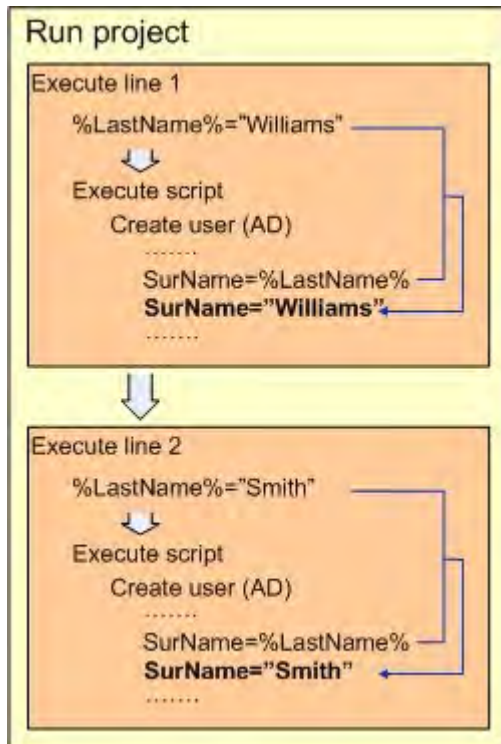 Run project
Execute line 1
%LastName%="Williams”
Execute script
Create user (AD)
.......
SurName=%LastName%
SurName=”Williams”
.......
Execute line 2
%LastName%=”Smith”
Execute script
Create user (AD)
.......
SurName=%LastName%
SurName=”Smith”
.......